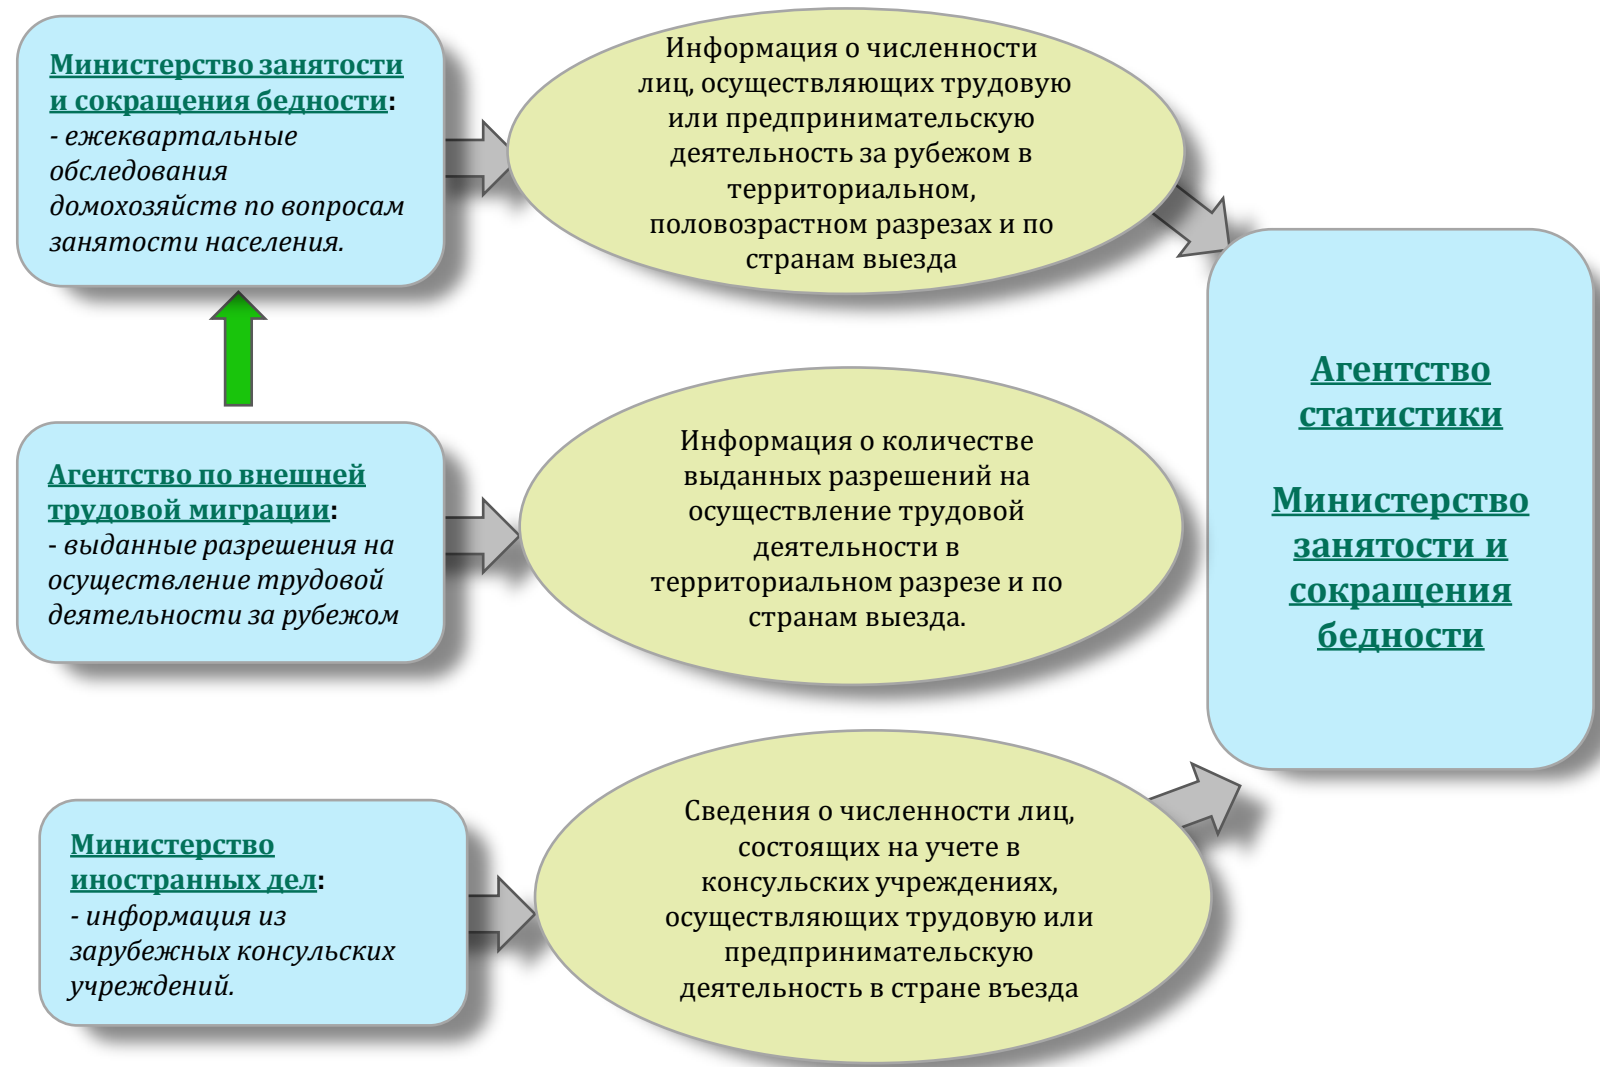 Министерство занятости
и сокращения бедности:
- ежеквартальные
обследования
домохозяйств по вопросам
занятости населения.
Информация о численности
лиц, осуществляющих трудовую
или предпринимательскую
деятельность за рубежом в
территориальном,
половозрастном разрезах и по
странам выезда
Агентство по внешней
трудовой миграции:
- выданные разрешения на
осуществление трудовой
деятельности за рубежом
Информация о количестве
выданных разрешений на
осуществление трудовой
деятельности в
территориальном разрезе и по
странам выезда.
Министерство
иностранных дел:
- информация из
зарубежных консульских
учреждений.
Сведения о численности лиц,
состоящих на учете в
консульских учреждениях,
осуществляющих трудовую или
предпринимательскую
деятельность в стране въезда
Агентство
статистики
Министерство
занятости и
сокращения
бедности